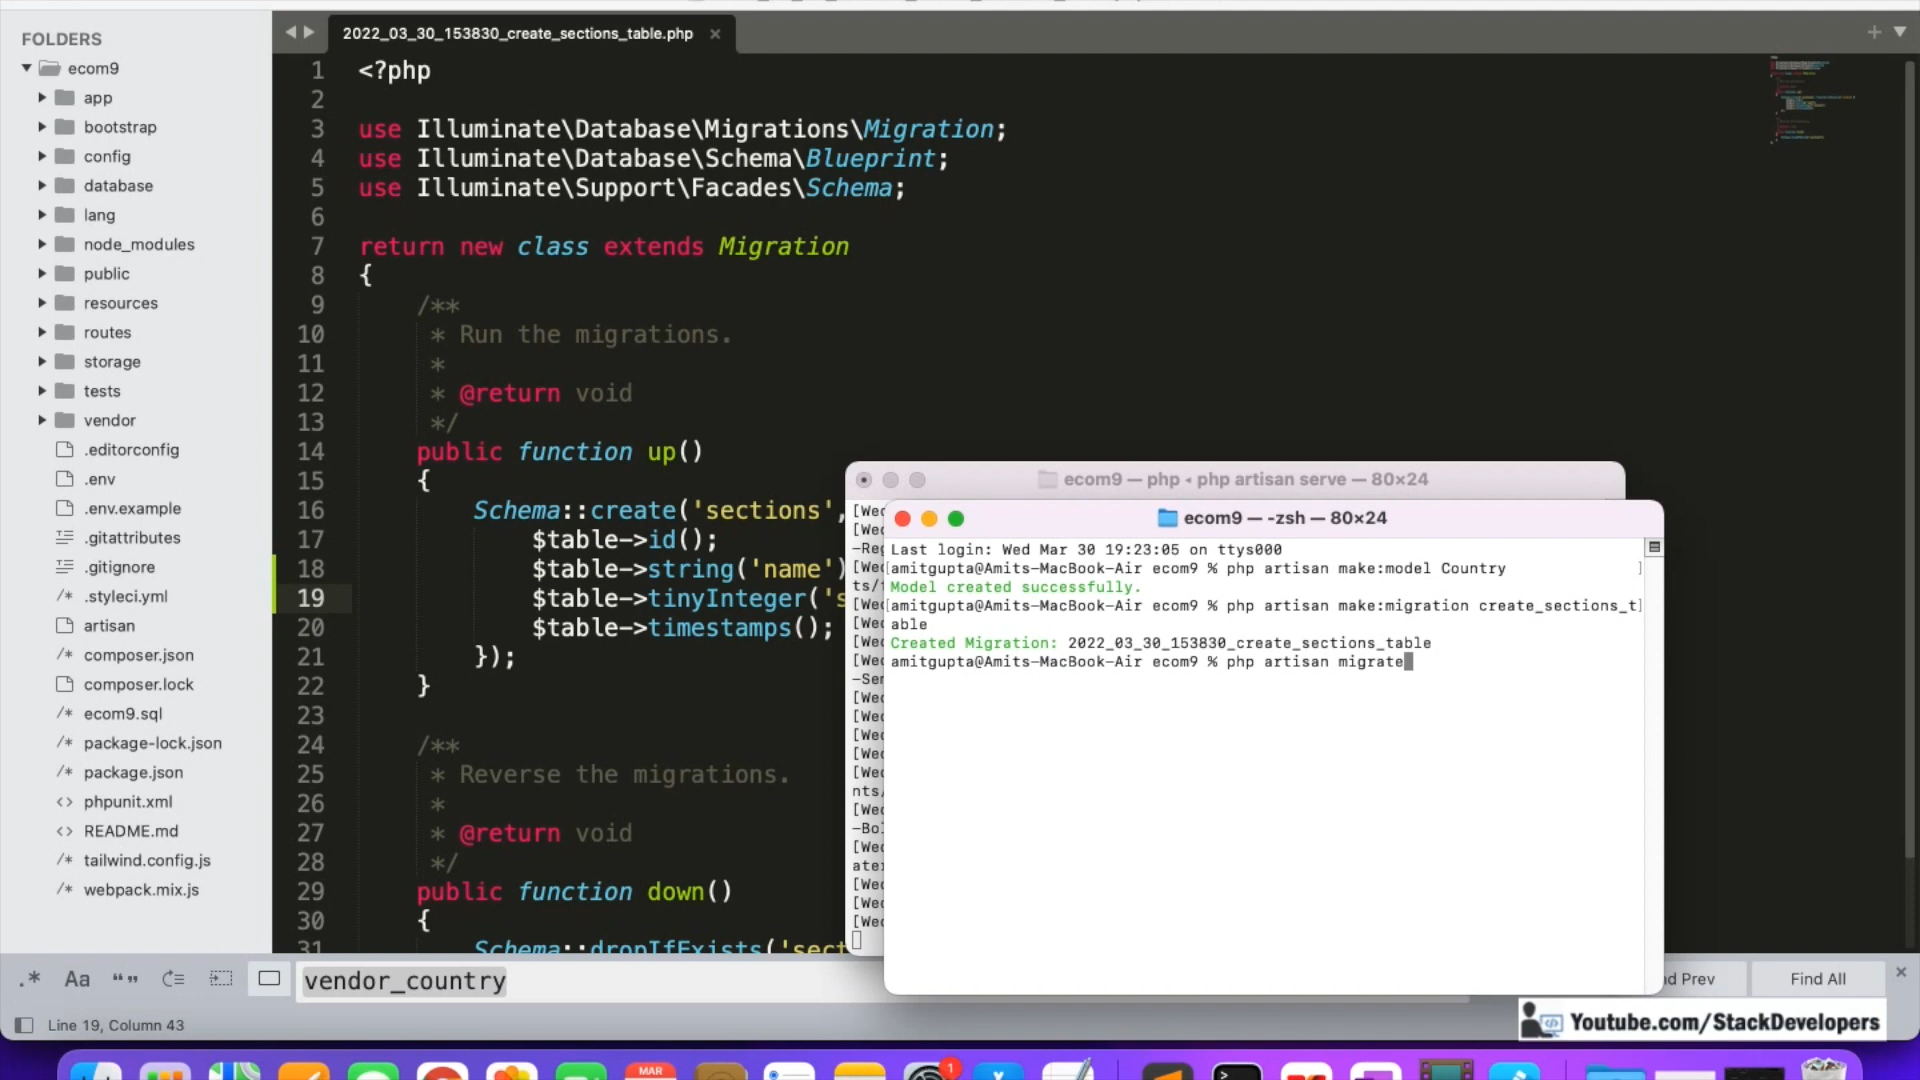 FOLDERS
ecom9
app
bootstrap
config
database
lang
node_modules
public
resources
routes
storage
tests
vendor
.editorconfig
.env
.env.example
.gitattributes
.gitignore
.styleci.yml
artisan
composer.json
composer.lock
ecom9.sql
package-lock.json
package.json
phpunit.xml
README.md
tailwind.config.js
webpack.mix.js
2022_03_30_153830_create_sections_table.php
1 <?php
2
3 use Illuminate\Database\Migrations\Migration;
4 use Illuminate\Database\Schema\Blueprint;
5 use Illuminate\Support\Facades\Schema;
6
7 return new class extends Migration
8 {
9 /**
10 * Run the migrations.
11 *
12 * @return void
13 */
14 public function up()
15 {
16 Schema::create('sections',
17 $table->id();
18 $table->string('name')
19 $table->tinyInteger('s
20 $table->timestamps();
21 });
22 }
23
24 /**
25 * Reverse the migrations.
26 *
27 * @return void
28 */
29 public function down()
30 {
31 Schema::dropIfExists('sect
ecom9 — php ◂ php artisan serve — 80×24
ecom9 — -zsh — 80×24
Last login: Wed Mar 30 19:23:05 on ttys000
[amitgupta@Amits-MacBook-Air ecom9 % php artisan make:model Country ]
Model created successfully.
[amitgupta@Amits-MacBook-Air ecom9 % php artisan make:migration create_sections_t]
able
Created Migration: 2022_03_30_153830_create_sections_table
amitgupta@Amits-MacBook-Air ecom9 % php artisan migrate
.* Aa “” vendor_country
Prev
Find All
Line 19, Column 43
Youtube.com/StackDevelopers
MAR
1